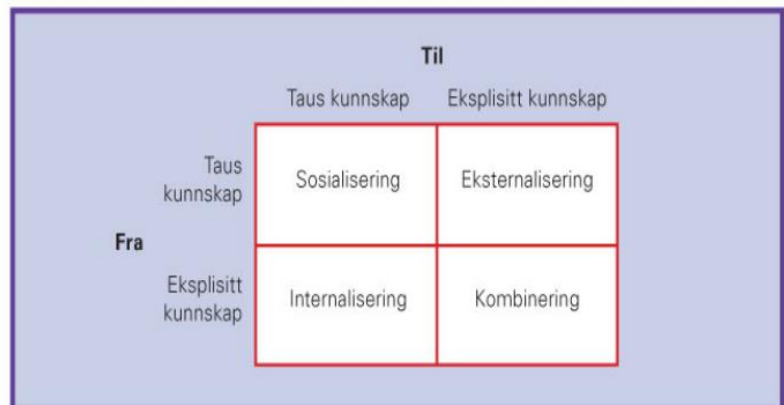 Til
Taus kunnskap Eksplisitt kunnskap
Taus
kunnskap
Sosialisering Eksternalisering
Fra
Eksplisitt
kunnskap
Internalisering Kombinering